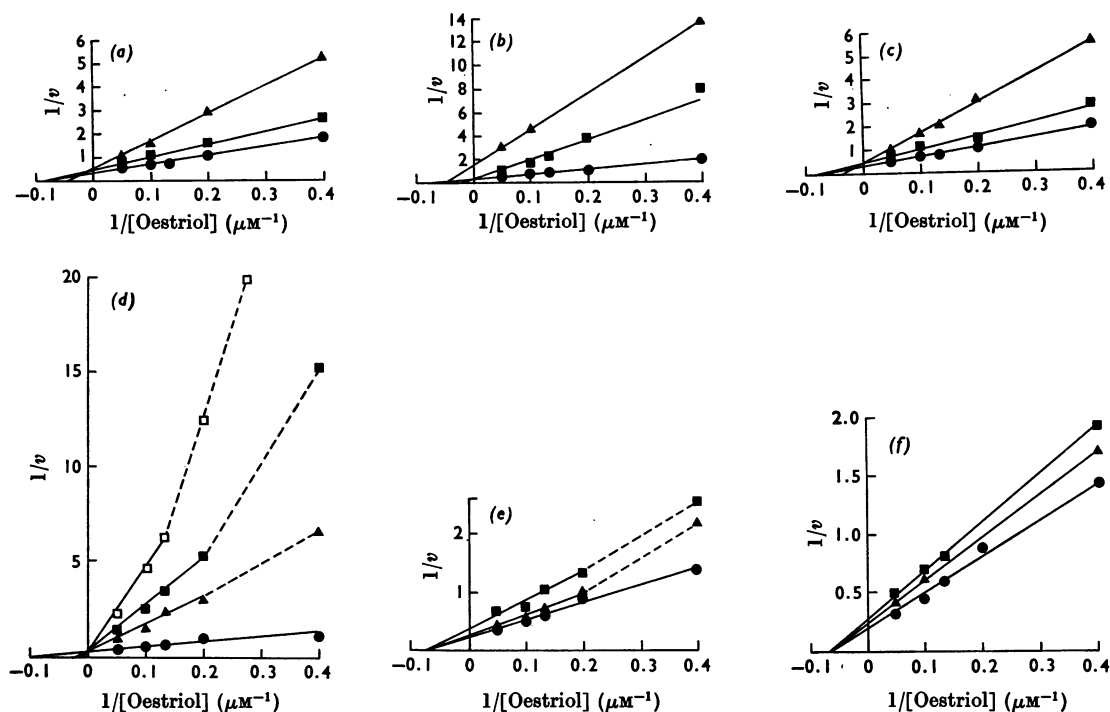 (a)
6
5
4
3
2
1
1/v
−0.1 0 0.1 0.2 0.3 0.4
1/[Oestriol] (μM⁻¹)
(b)
14
12
10
8
6
4
2
1/v
−0.1 0 0.1 0.2 0.3 0.4
1/[Oestriol] (μM⁻¹)
(c)
6
5
4
3
2
1
1/v
−0.1 0 0.1 0.2 0.3 0.4
1/[Oestriol] (μM⁻¹)
(d)
20
15
10
5
1/v
−0.1 0 0.1 0.2 0.3 0.4
1/[Oestriol] (μM⁻¹)
(e)
2
1
1/v
−0.1 0 0.1 0.2 0.3 0.4
1/[Oestriol] (μM⁻¹)
(f)
2.0
1.5
1.0
0.5
1/v
−0.1 0 0.1 0.2 0.3 0.4
1/[Oestriol] (μM⁻¹)